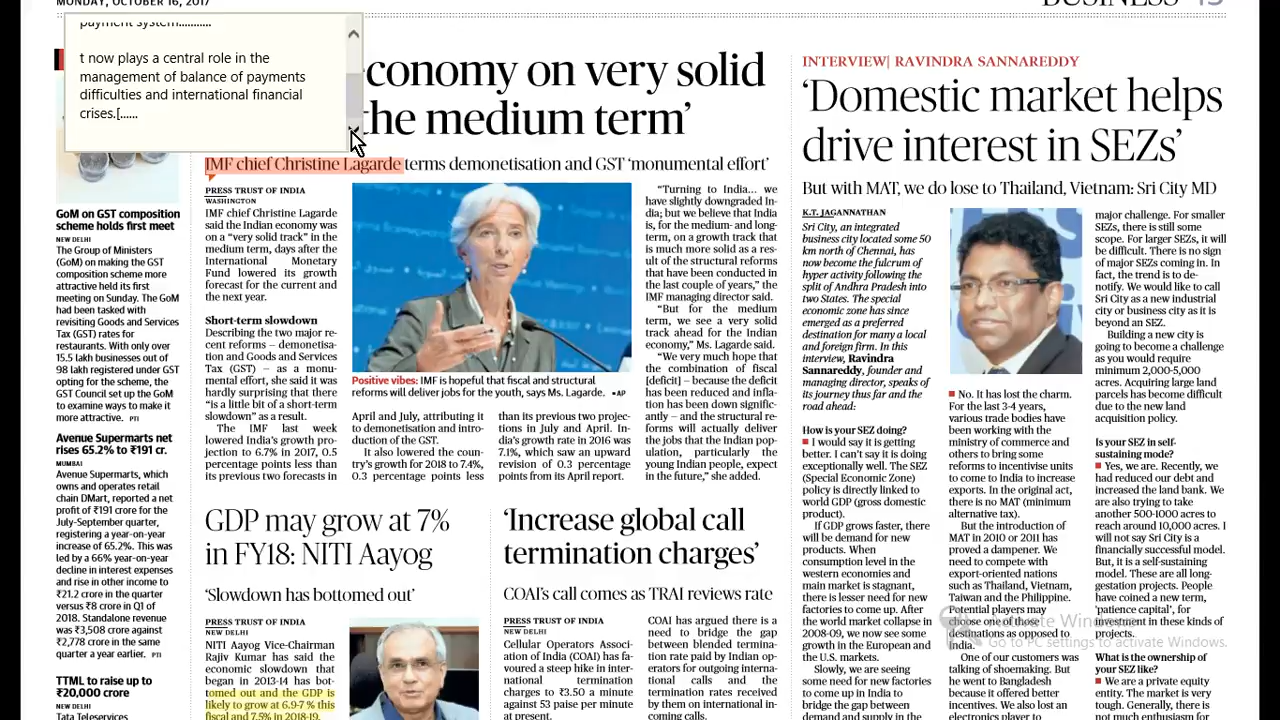 MONDAY, OCTOBER 16, 2017
BUSINESS
payment system...........
t now plays a central role in the
management of balance of payments
difficulties and international financial
crises.[......
conomy on very solid
the medium term’
IMF chief Christine Lagarde terms demonetisation and GST ‘monumental effort’
GoM on GST composition
scheme holds first meet
NEW DELHI
The Group of Ministers
(GoM) on making the GST
composition scheme more
attractive held its first
meeting on Sunday. The GoM
had been tasked with
revisiting Goods and Services
Tax (GST) rates for
restaurants. With only over
15.5 lakh businesses out of
98 lakh registered under GST
opting for the scheme, the
GST Council set up the GoM
to examine ways to make it
more attractive. PTI
Avenue Supermarts net
rises 65.2% to ₹191 cr.
MUMBAI
Avenue Supermarts, which
owns and operates retail
chain DMart, reported a net
profit of ₹191 crore for the
July-September quarter,
registering a year-on-year
increase of 65.2%. This was
led by a 66% year-on-year
decline in interest expenses
and rise in other income to
₹21.2 crore in the quarter
versus ₹8 crore in Q1 of
2018. Standalone revenue
was ₹3,508 crore against
₹2,778 crore in the same
quarter a year earlier. PTI
TTML to raise up to
₹20,000 crore
NEW DELHI
Tata Teleservices
PRESS TRUST OF INDIA
WASHINGTON
IMF chief Christine Lagarde
said the Indian economy was
on a “very solid track” in the
medium term, days after the
International Monetary
Fund lowered its growth
forecast for the current and
the next year.
Short-term slowdown
Describing the two major re-
cent reforms – demonetisa-
tion and Goods and Services
Tax (GST) – as a monu-
mental effort, she said it was
hardly surprising that there
“is a little bit of a short-term
slowdown” as a result.
The IMF last week
lowered India’s growth pro-
jection to 6.7% in 2017, 0.5
percentage points less than
its previous two forecasts in
Positive vibes: IMF is hopeful that fiscal and structural
reforms will deliver jobs for the youth, says Ms. Lagarde. ▪AP
April and July, attributing it
to demonetisation and intro-
duction of the GST.
It also lowered the coun-
try’s growth for 2018 to 7.4%,
0.3 percentage points less
than its previous two projec-
tions in July and April. In-
dia’s growth rate in 2016 was
7.1%, which saw an upward
revision of 0.3 percentage
points from its April report.
“Turning to India... we
have slightly downgraded In-
dia; but we believe that India
is, for the medium- and long-
term, on a growth track that
is much more solid as a res-
ult of the structural reforms
that have been conducted in
the last couple of years,” the
IMF managing director said.
“But for the medium
term, we see a very solid
track ahead for the Indian
economy,” Ms. Lagarde said.
“We very much hope that
the combination of fiscal
[deficit] – because the deficit
has been reduced and infla-
tion has been down signific-
antly – and the structural re-
forms will actually deliver
the jobs that the Indian pop-
ulation, particularly the
young Indian people, expect
in the future,” she added.
GDP may grow at 7%
in FY18: NITI Aayog
‘Slowdown has bottomed out’
PRESS TRUST OF INDIA
NEW DELHI
NITI Aayog Vice-Chairman
Rajiv Kumar has said the
economic slowdown that
began in 2013-14 has bot-
tomed out and the GDP is
likely to grow at 6.9-7 % this
fiscal and 7.5% in 2018-19.
‘Increase global call
termination charges’
COAI’s call comes as TRAI reviews rate
PRESS TRUST OF INDIA
NEW DELHI
Cellular Operators Associ-
ation of India (COAI) has fa-
voured a steep hike in inter-
national termination
charges to ₹3.50 a minute
against 53 paise per minute
at present.
COAI has argued there is a
need to bridge the gap
between blended termina-
tion rate paid by Indian op-
erators for outgoing interna-
tional calls and the
termination rates received
by them on international in-
coming calls.
INTERVIEW| RAVINDRA SANNAREDDY
‘Domestic market helps
drive interest in SEZs’
But with MAT, we do lose to Thailand, Vietnam: Sri City MD
K.T. JAGANNATHAN
Sri City, an integrated
business city located some 50
km north of Chennai, has
now become the fulcrum of
hyper activity following the
split of Andhra Pradesh into
two States. The special
economic zone has since
emerged as a preferred
destination for many a local
and foreign firm. In this
interview, Ravindra
Sannareddy, founder and
managing director, speaks of
its journey thus far and the
road ahead:
How is your SEZ doing?
■ I would say it is getting
better. I can’t say it is doing
exceptionally well. The SEZ
(Special Economic Zone)
policy is directly linked to
world GDP (gross domestic
product).
If GDP grows faster, there
will be demand for new
products. When
consumption level in the
western economies and
main market is stagnant,
there is lesser need for new
factories to come up. After
the world market collapse in
2008-09, we now see some
growth in the European and
the U.S. markets.
Slowly, we are seeing
some need for new factories
to come up in India to
bridge the gap between
demand and supply in the
■ No. It has lost the charm.
For the last 3-4 years,
various trade bodies have
been working with the
ministry of commerce and
others to bring some
reforms to incentivise units
to come to India to increase
exports. In the original act,
there is no MAT (minimum
alternative tax).
But the introduction of
MAT in 2010 or 2011 has
proved a dampener. We
need to compete with
export-oriented nations
such as Thailand, Vietnam,
Taiwan and the Philippine.
Potential players may
choose one of those
destinations as opposed to
India.
One of our customers was
talking of shoemaking. But
he went to Bangladesh
because it offered better
incentives. We also lost an
electronics player to
major challenge. For smaller
SEZs, there is still some
scope. For larger SEZs, it will
be difficult. There is no sign
of major SEZs coming in. In
fact, the trend is to de-
notify. We would like to call
Sri City as a new industrial
city or business city as it is
beyond an SEZ.
Building a new city is
going to become a challenge
as you would require
minimum 2,000-5,000
acres. Acquiring large land
parcels has become difficult
due to the new land
acquisition policy.
Is your SEZ in self-
sustaining mode?
■ Yes, we are. Recently, we
had reduced our debt and
increased the land bank. We
are also trying to take
another 500-1000 acres to
reach around 10,000 acres. I
will not say Sri City is a
financially successful model.
But, it is a self-sustaining
model. These are all long-
gestation projects. People
have coined a new term,
‘patience capital’, for
investment in these kinds of
projects.
What is the ownership of
your SEZ like?
■ We are a private equity
entity. The market is very
tough. Generally, there is
not much enthusiasm for
Activate Windows
Go to PC settings to activate Windows.